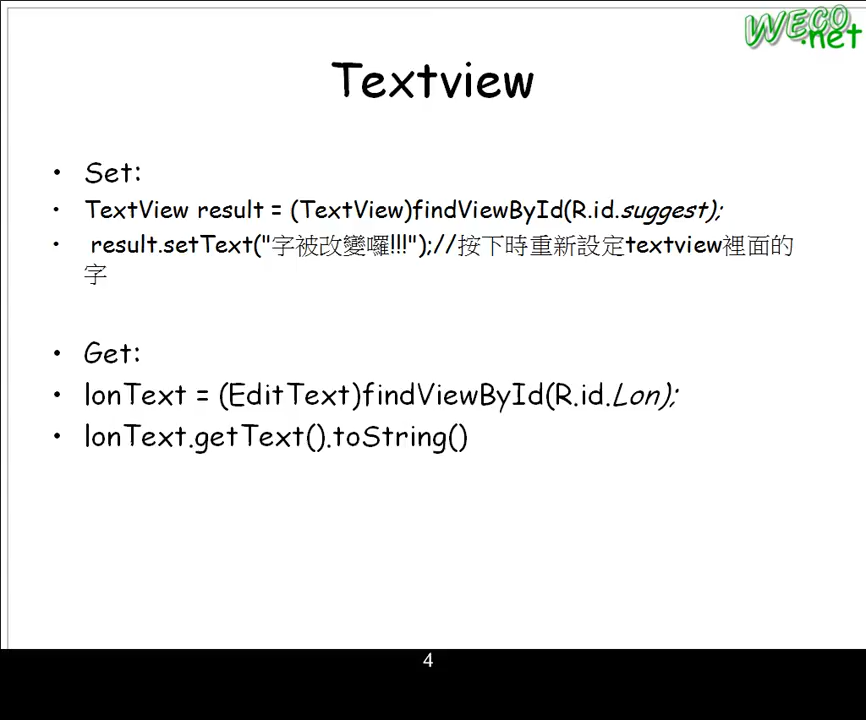 WECO.net
Textview
• Set:
• TextView result = (TextView)findViewById(R.id.suggest);
• result.setText("字被改變囉!!!");//按下時重新設定textview裡面的
字
• Get:
• lonText = (EditText)findViewById(R.id.Lon);
• lonText.getText().toString()
4